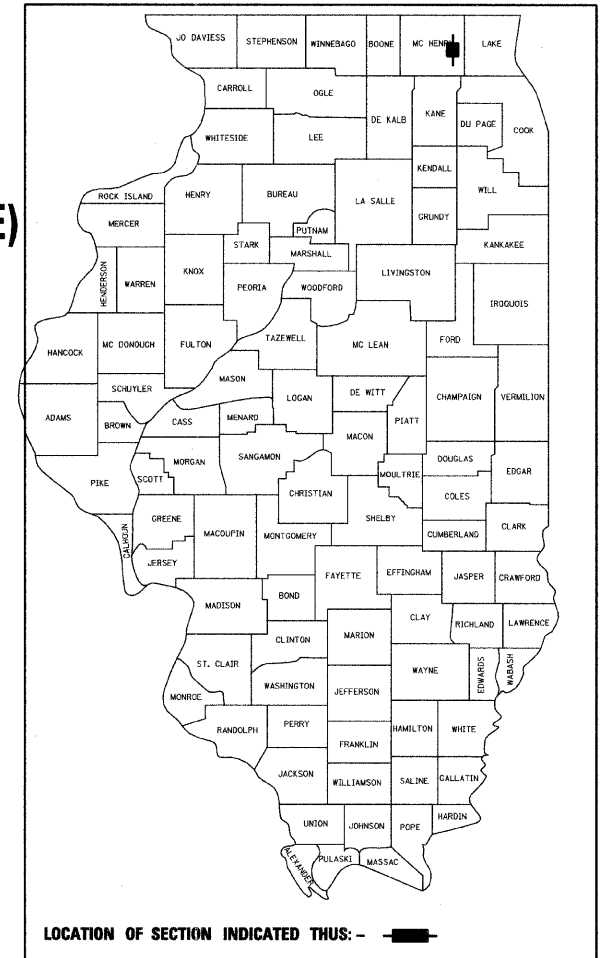 JO DAVIESS STEPHENSON WINNEBAGO BOONE MC HENRY LAKE
CARROLL OGLE
DE KALB KANE DU PAGE COOK
WHITESIDE LEE
KENDALL
WILL
ROCK ISLAND HENRY BUREAU LA SALLE
GRUNDY
E)
MERCER PUTNAM
STARK MARSHALL KANKAKEE
HENDERSON WARREN KNOX LIVINGSTON
PEORIA WOODFORD IROQUOIS
HANCOCK MC DONOUGH FULTON TAZEWELL MC LEAN FORD
MASON
SCHUYLER DE WITT CHAMPAIGN VERMILION
ADAMS LOGAN
BROWN CASS MENARD PIATT
MACON
MORGAN SANGAMON DOUGLAS
PIKE SCOTT MOULTRIE EDGAR
CHRISTIAN COLES
GREENE SHELBY
CALHOUN MACOUPIN MONTGOMERY CUMBERLAND CLARK
JERSEY
FAYETTE EFFINGHAM JASPER CRAWFORD
MADISON BOND
CLAY RICHLAND LAWRENCE
CLINTON MARION
ST. CLAIR WAYNE EDWARDS WABASH
WASHINGTON JEFFERSON
MONROE
RANDOLPH PERRY HAMILTON WHITE
FRANKLIN
JACKSON WILLIAMSON SALINE GALLATIN
UNION JOHNSON POPE HARDIN
ALEXANDER PULASKI MASSAC
LOCATION OF SECTION INDICATED THUS: -